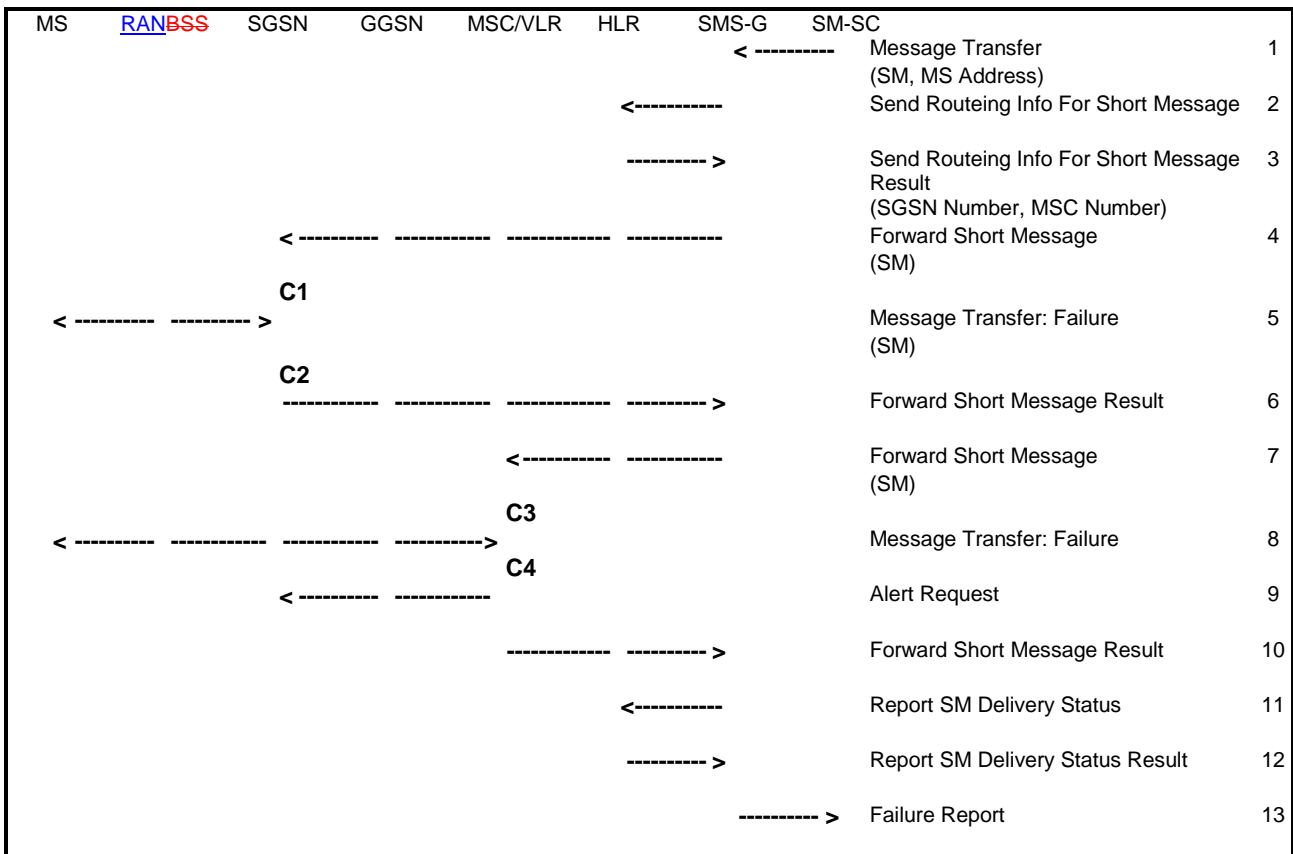 MS RANBSS SGSN GGSN MSC/VLR HLR SMS-G SM-SC
< ---------- Message Transfer 1
(SM, MS Address)
<----------- Send Routeing Info For Short Message 2
---------- > Send Routeing Info For Short Message 3
Result
(SGSN Number, MSC Number)
< ---------- ------------ ------------- ------------ Forward Short Message 4
(SM)
C1
< ---------- ---------- > Message Transfer: Failure 5
(SM)
C2
------------ ------------ ------------- ---------- > Forward Short Message Result 6
<----------- ------------ Forward Short Message 7
(SM)
C3
< ---------- ------------ ------------ -----------> Message Transfer: Failure 8
C4
< ---------- ------------ Alert Request 9
------------- ---------- > Forward Short Message Result 10
<----------- Report SM Delivery Status 11
---------- > Report SM Delivery Status Result 12
---------- > Failure Report 13